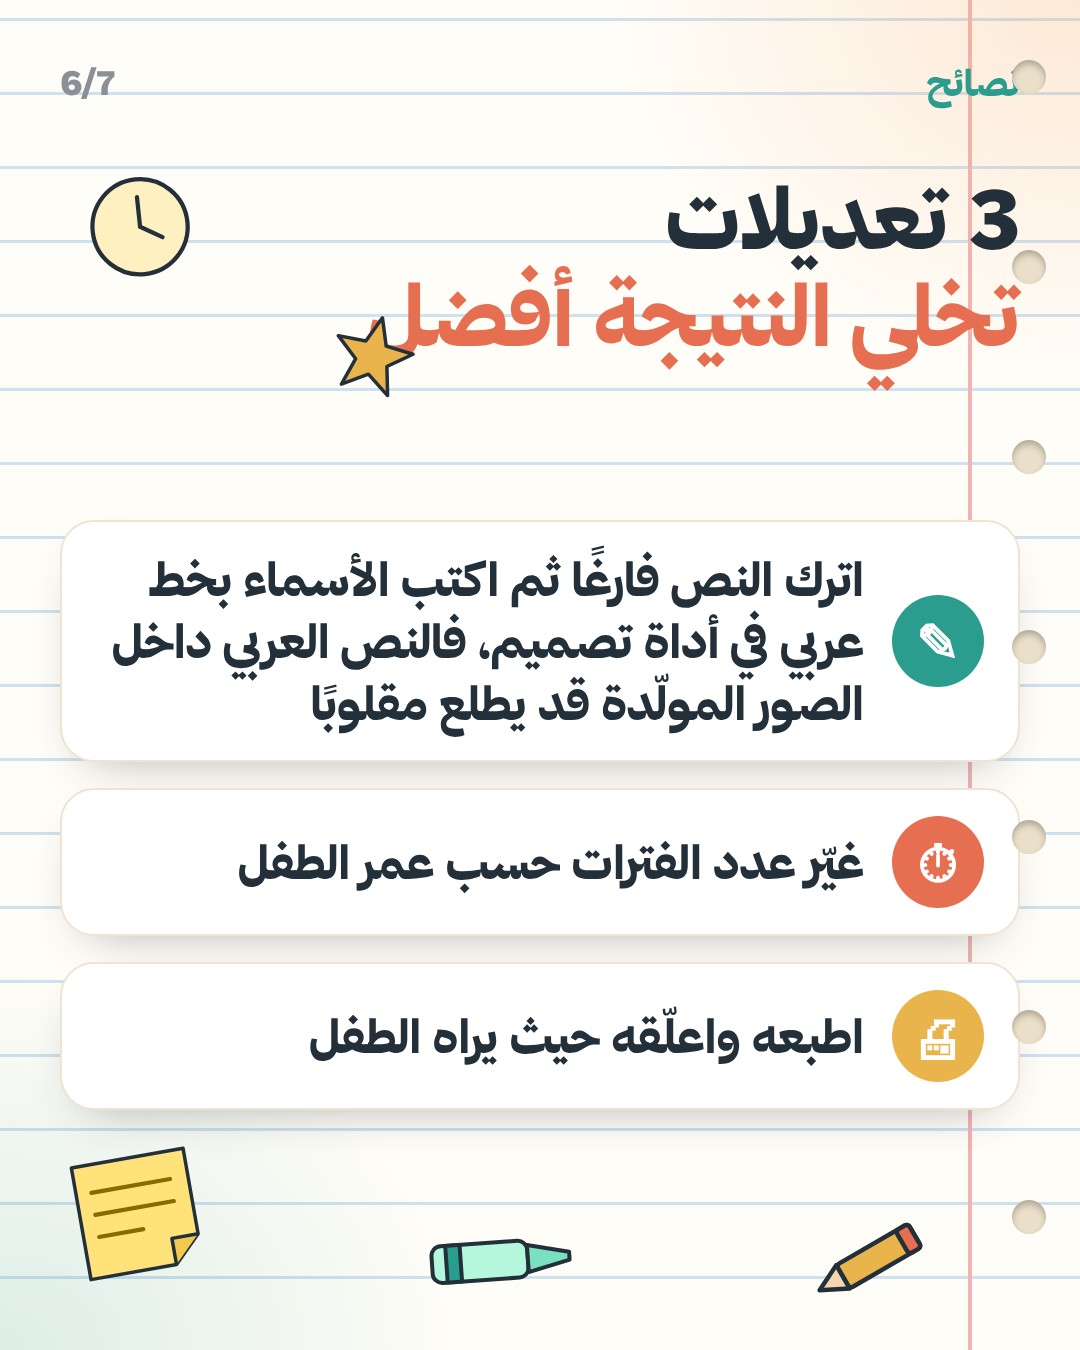 نصائح
6/7
3 تعديلات
تخلي النتيجة أفضل
اترك النص فارغًا ثم اكتب الأسماء بخط
عربي في أداة تصميم، فالنص العربي داخل
الصور المولّدة قد يطلع مقلوبًا
غيّر عدد الفترات حسب عمر الطفل
اطبعه واعلّقه حيث يراه الطفل